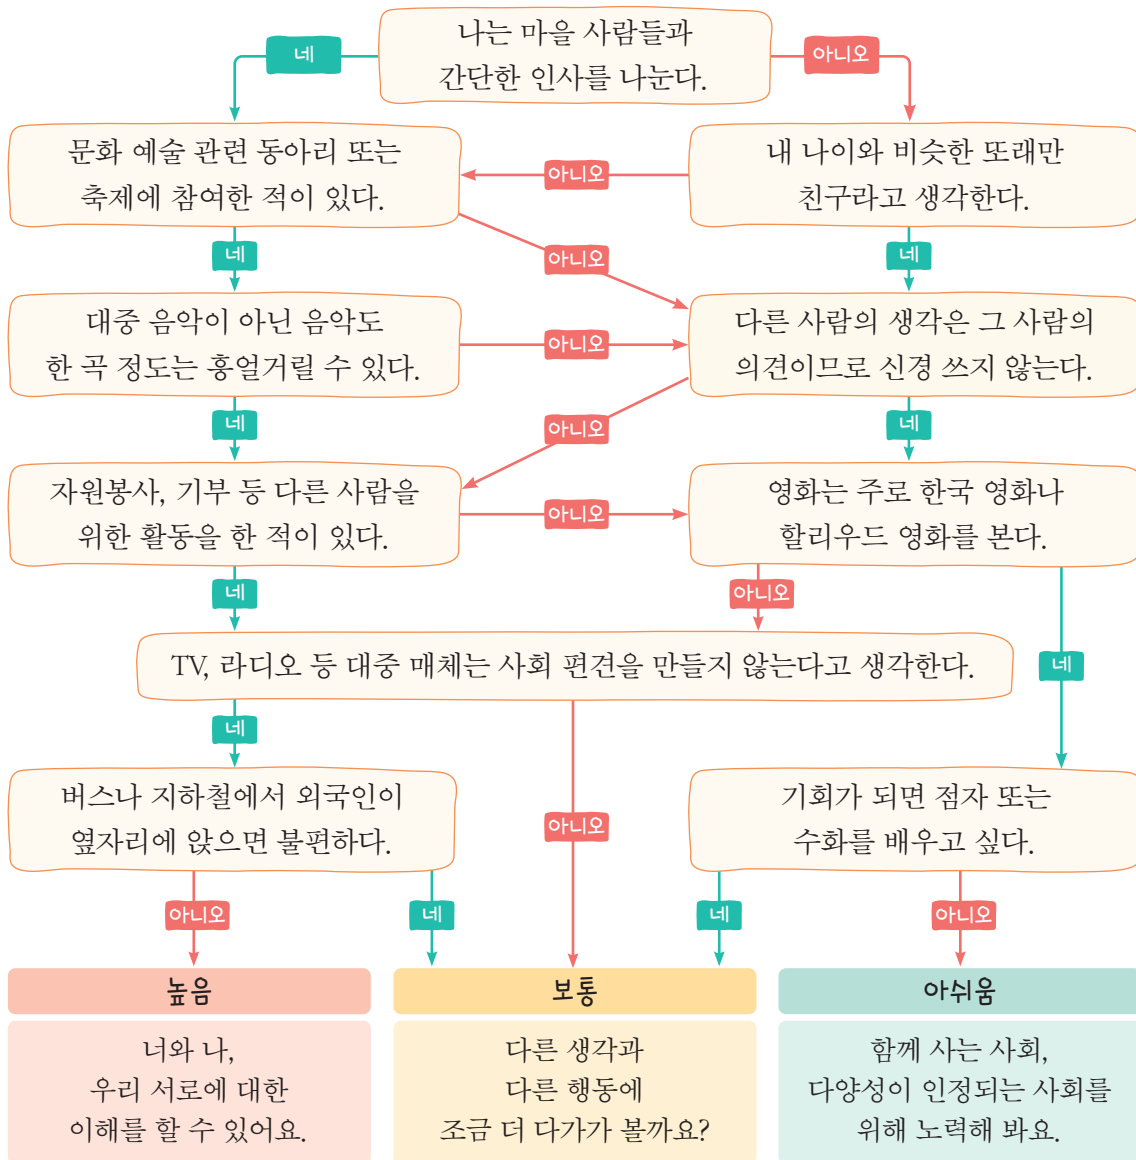 나는 마을 사람들과
간단한 인사를 나눈다.
네
아니오
문화 예술 관련 동아리 또는
축제에 참여한 적이 있다.
아니오
내 나이와 비슷한 또래만
친구라고 생각한다.
네
아니오
네
대중 음악이 아닌 음악도
한 곡 정도는 흥얼거릴 수 있다.
아니오
다른 사람의 생각은 그 사람의
의견이므로 신경 쓰지 않는다.
네
아니오
네
자원봉사, 기부 등 다른 사람을
위한 활동을 한 적이 있다.
아니오
영화는 주로 한국 영화나
할리우드 영화를 본다.
네
아니오
TV, 라디오 등 대중 매체는 사회 편견을 만들지 않는다고 생각한다.
네
네
버스나 지하철에서 외국인이
옆자리에 앉으면 불편하다.
아니오
기회가 되면 점자 또는
수화를 배우고 싶다.
아니오
네
네
아니오
높음
너와 나,
우리 서로에 대한
이해를 할 수 있어요.
보통
다른 생각과
다른 행동에
조금 더 다가가 볼까요?
아쉬움
함께 사는 사회,
다양성이 인정되는 사회를
위해 노력해 봐요.